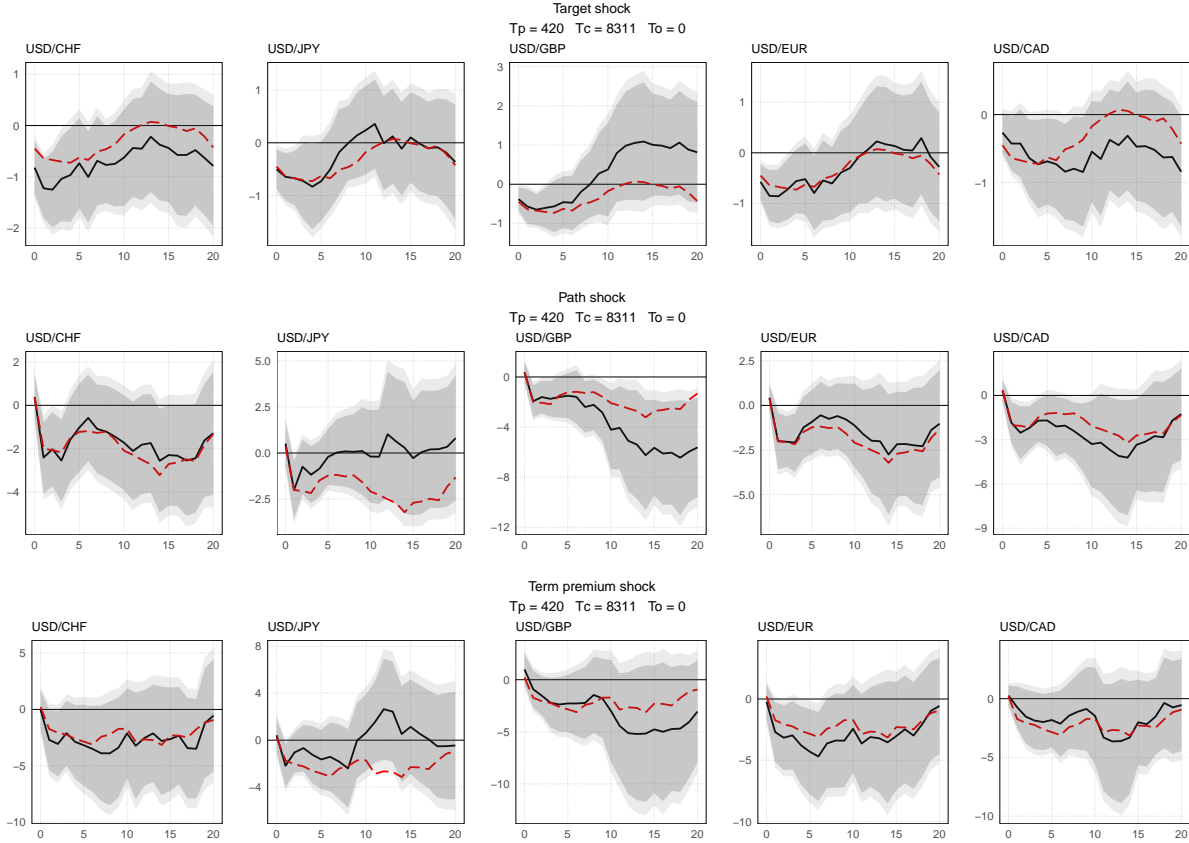 Target shock
Tp = 420 Tc = 8311 To = 0
USD/CHF USD/JPY USD/GBP USD/EUR USD/CAD
1 0 −1 −2
0 5 10 15 20
1 0 −1
0 5 10 15 20
3 2 1 0 −1
0 5 10 15 20
1 0 −1
0 5 10 15 20
0 −1
0 5 10 15 20
Path shock
Tp = 420 Tc = 8311 To = 0
USD/CHF USD/JPY USD/GBP USD/EUR USD/CAD
2 0 −2 −4
0 5 10 15 20
5.0 2.5 0.0 −2.5
0 5 10 15 20
0 −4 −8 −12
0 5 10 15 20
2.5 0.0 −2.5 −5.0
0 5 10 15 20
0 −3 −6 −9
0 5 10 15 20
Term premium shock
Tp = 420 Tc = 8311 To = 0
USD/CHF USD/JPY USD/GBP USD/EUR USD/CAD
5 0 −5 −10
0 5 10 15 20
8 4 0 −4
0 5 10 15 20
0 −5 −10
0 5 10 15 20
0 −5 −10
0 5 10 15 20
0 −5 −10
0 5 10 15 20